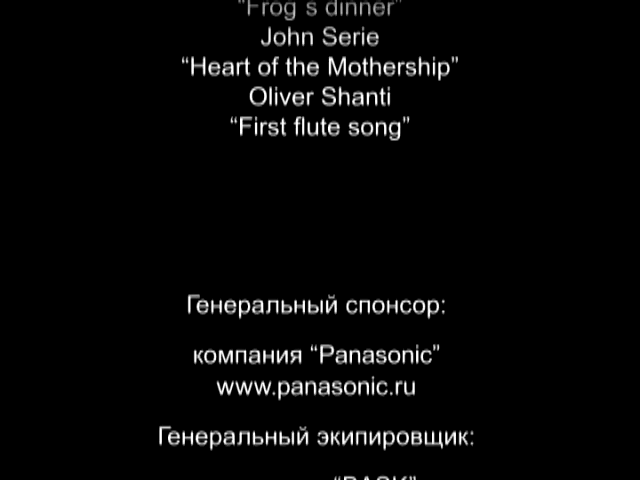 "Frog`s dinner"
John Serie
“Heart of the Mothership”
Oliver Shanti
“First flute song”
Генеральный спонсор:
компания “Panasonic”
www.panasonic.ru
Генеральный экипировщик: